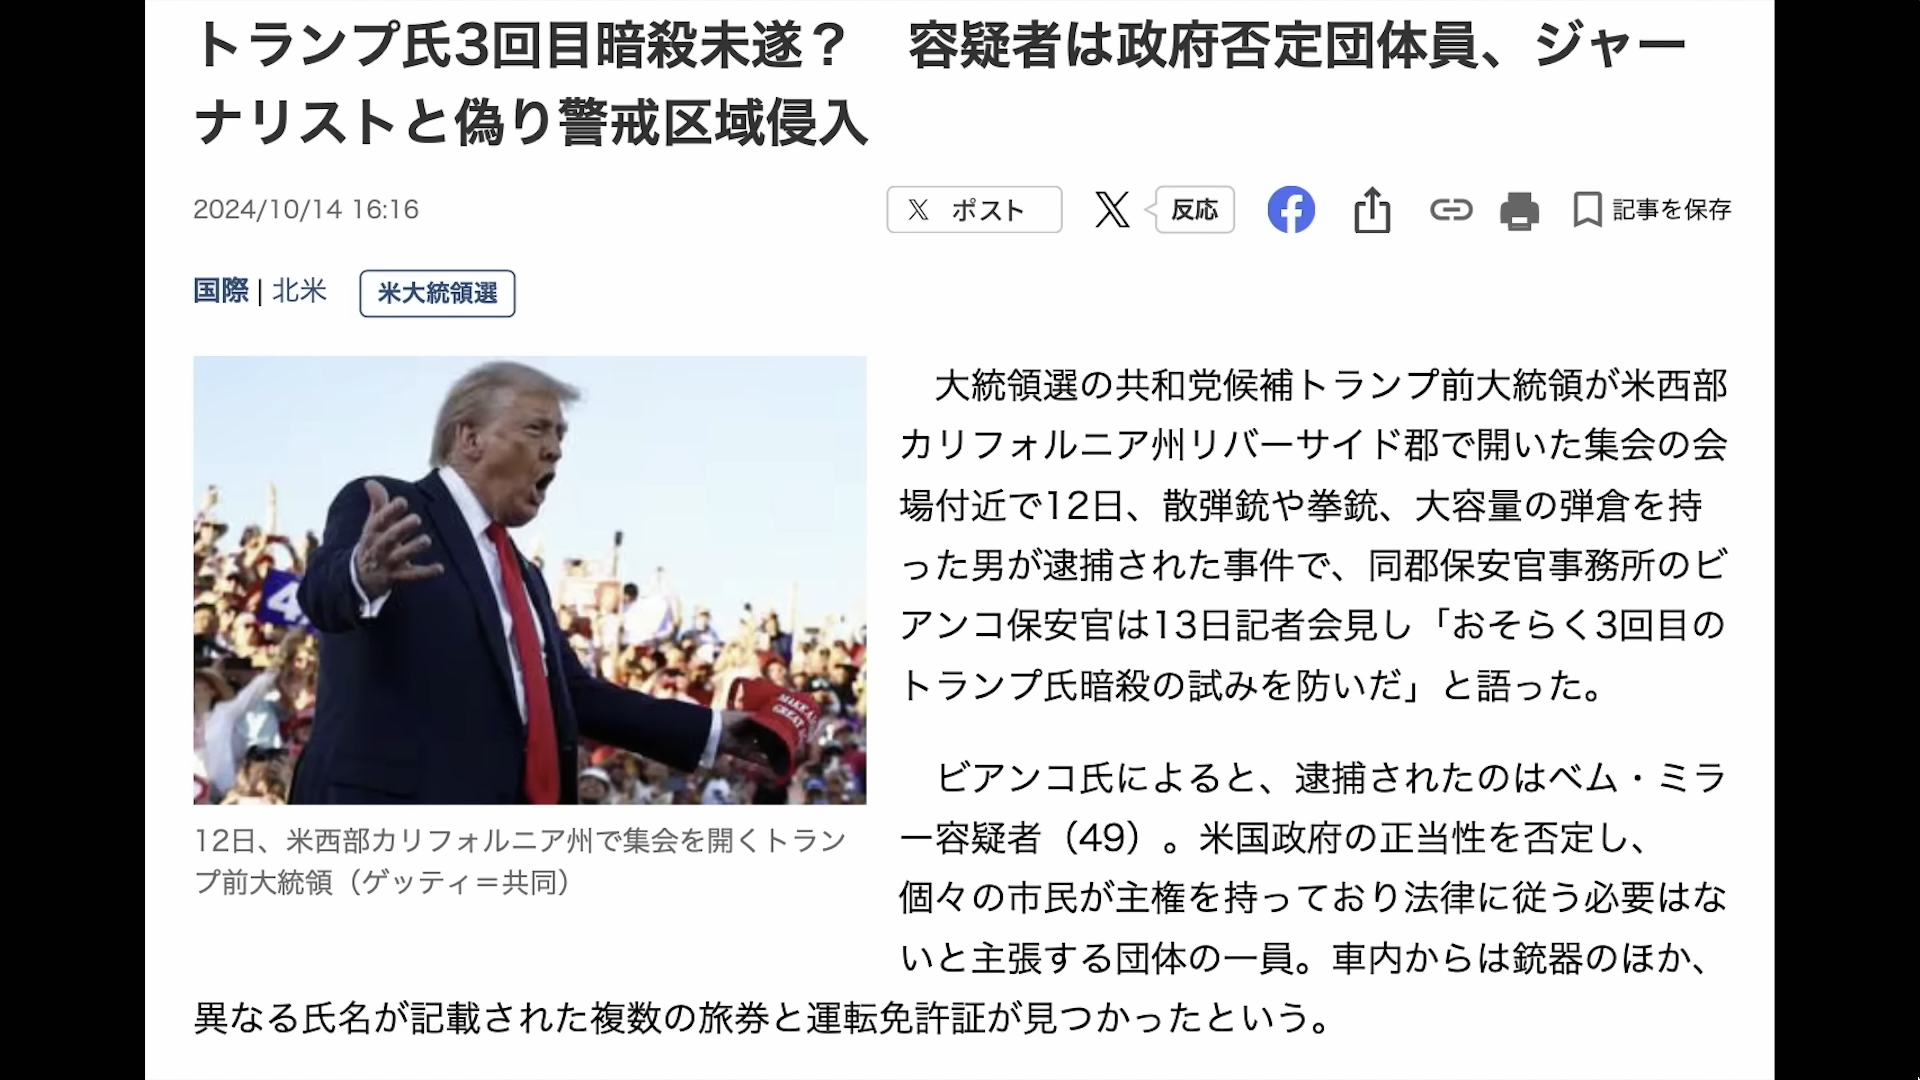 トランプ氏3回目暗殺未遂？　容疑者は政府否定団体員、ジャー
ナリストと偽り警戒区域侵入
2024/10/14 16:16
X ポスト
X 反応
記事を保存
国際 | 北米
米大統領選
大統領選の共和党候補トランプ前大統領が米西部
カリフォルニア州リバーサイド郡で開いた集会の会
場付近で12日、散弾銃や拳銃、大容量の弾倉を持
った男が逮捕された事件で、同郡保安官事務所のビ
アンコ保安官は13日記者会見し「おそらく3回目の
トランプ氏暗殺の試みを防いだ」と語った。
ビアンコ氏によると、逮捕されたのはベム・ミラ
ー容疑者（49）。米国政府の正当性を否定し、
個々の市民が主権を持っており法律に従う必要はな
いと主張する団体の一員。車内からは銃器のほか、
異なる氏名が記載された複数の旅券と運転免許証が見つかったという。
4
GREAT
12日、米西部カリフォルニア州で集会を開くトラン
プ前大統領（ゲッティ＝共同）